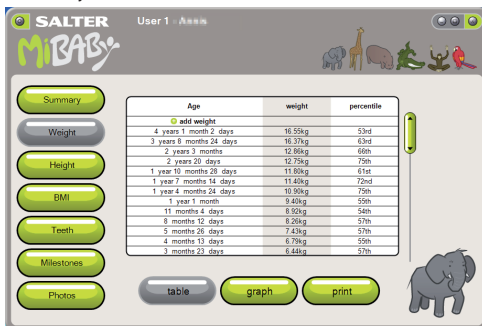 SALTER
User 1 -
MiBABY
Summary
Weight
Height
BMI
Teeth
Milestones
Photos
Age weight percentile
add weight
4 years 1 month 2 days 16.55kg 53rd
3 years 8 months 24 days 16.37kg 63rd
2 years 3 months 12.86kg 66th
2 years 20 days 12.75kg 75th
1 year 10 months 28 days 11.80kg 61st
1 year 7 months 14 days 11.40kg 72nd
1 year 4 months 24 days 10.90kg 75th
1 year 1 month 9.40kg 55th
11 months 4 days 8.92kg 54th
8 months 12 days 8.26kg 57th
5 months 26 days 7.43kg 57th
4 months 13 days 6.79kg 55th
3 months 23 days 6.44kg 57th
table graph print